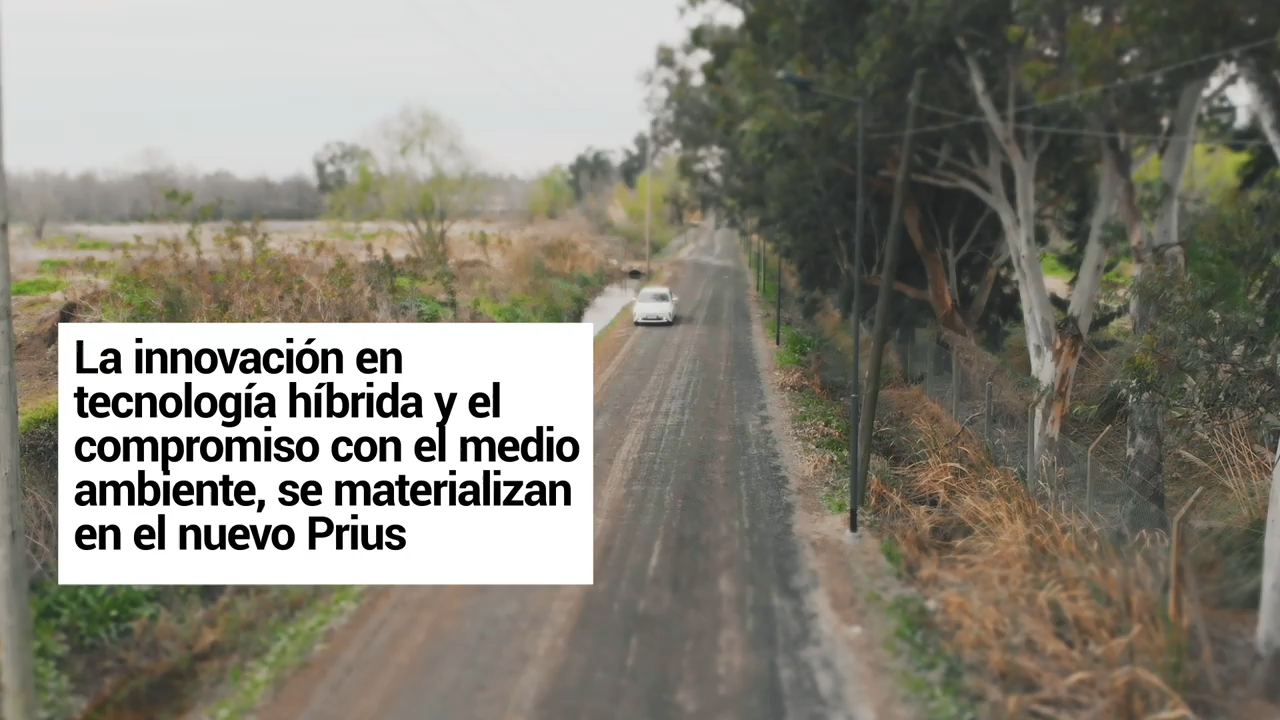 La innovación en
tecnología híbrida y el
compromiso con el medio
ambiente, se materializan
en el nuevo Prius